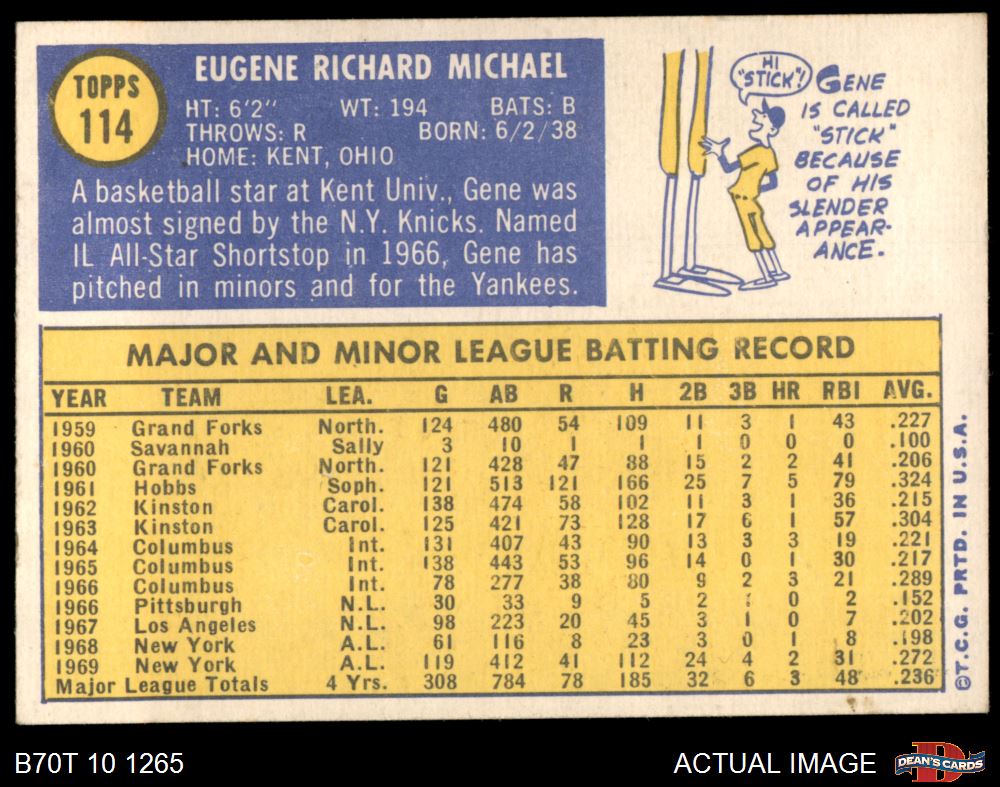 TOPPS
114
EUGENE RICHARD MICHAEL
HT: 6'2" WT: 194 BATS: B
THROWS: R BORN: 6/2/38
HOME: KENT, OHIO
A basketball star at Kent Univ., Gene was
almost signed by the N.Y. Knicks. Named
IL All-Star Shortstop in 1966, Gene has
pitched in minors and for the Yankees.
HI
"STICK"!
GENE
IS CALLED
"STICK"
BECAUSE
OF HIS
SLENDER
APPEAR-
ANCE.
MAJOR AND MINOR LEAGUE BATTING RECORD
YEAR TEAM LEA. G AB R H 2B 3B HR RBI AVG.
1959 Grand Forks North. 124 480 54 109 11 3 1 43 .227
1960 Savannah Sally 3 10 1 1 1 0 0 0 .100
1960 Grand Forks North. 121 428 47 88 15 2 2 41 .206
1961 Hobbs Soph. 121 513 121 166 25 7 5 79 .324
1962 Kinston Carol. 138 474 58 102 11 3 1 36 .215
1963 Kinston Carol. 125 421 73 128 17 6 1 57 .304
1964 Columbus Int. 131 407 43 90 13 3 3 19 .221
1965 Columbus Int. 138 443 53 96 14 0 1 30 .217
1966 Columbus Int. 78 277 38 80 9 2 3 21 .289
1966 Pittsburgh N.L. 30 33 9 5 2 1 0 2 .152
1967 Los Angeles N.L. 98 223 20 45 3 1 0 7 .202
1968 New York A.L. 61 116 8 23 3 0 1 8 .198
1969 New York A.L. 119 412 41 112 24 4 2 31 .272
Major League Totals 4 Yrs. 308 784 78 185 32 6 3 48 .236
©T.C.G. PRTD. IN U.S.A.
B70T 10 1265
ACTUAL IMAGE
B
DEAN'S CARDS